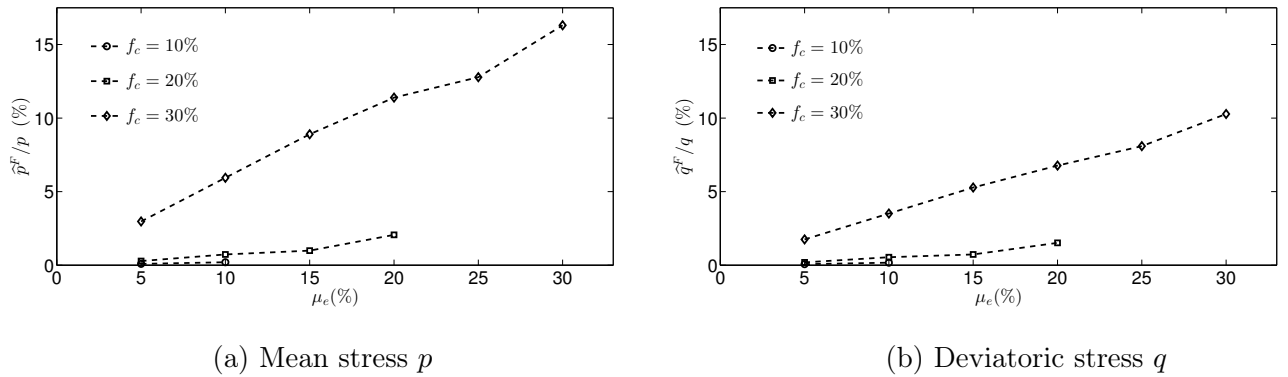 15
10
5
0
0 5 10 15 20 25 30
p̂ᶠ/p (%)
μₑ(%)
f_c = 10%
f_c = 20%
f_c = 30%
(a) Mean stress p
15
10
5
0
0 5 10 15 20 25 30
q̂ᶠ/q (%)
μₑ(%)
f_c = 10%
f_c = 20%
f_c = 30%
(b) Deviatoric stress q